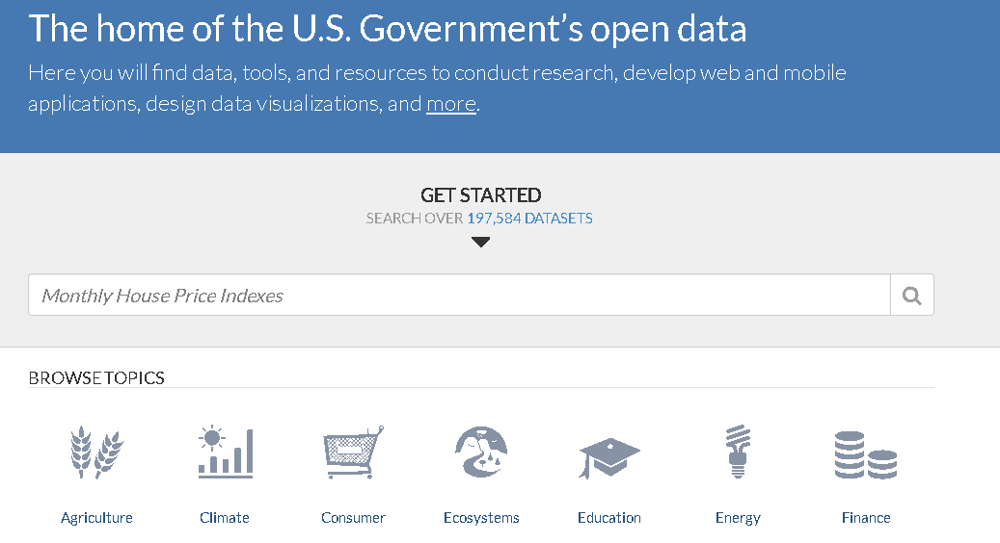 The home of the U.S. Government’s open data
Here you will find data, tools, and resources to conduct research, develop web and mobile
applications, design data visualizations, and more.
GET STARTED
SEARCH OVER 197,584 DATASETS
Monthly House Price Indexes
BROWSE TOPICS
Agriculture Climate Consumer Ecosystems Education Energy Finance